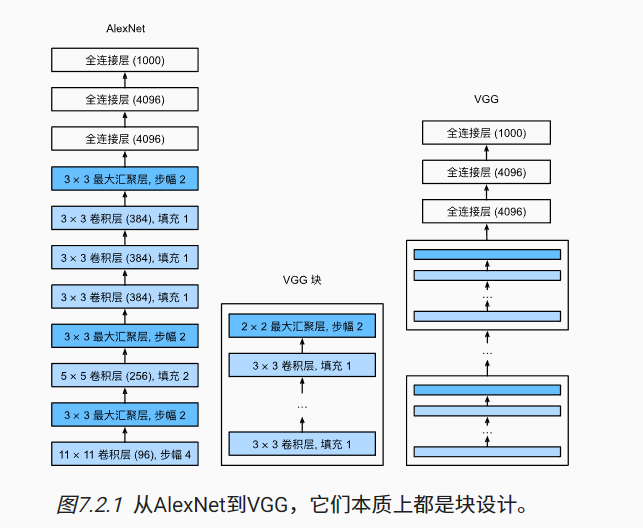 AlexNet
全连接层 (1000)
全连接层 (4096)
全连接层 (4096)
3 × 3 最大汇聚层, 步幅 2
3 × 3 卷积层 (384), 填充 1
3 × 3 卷积层 (384), 填充 1
3 × 3 卷积层 (384), 填充 1
3 × 3 最大汇聚层, 步幅 2
5 × 5 卷积层 (256), 填充 2
3 × 3 最大汇聚层, 步幅 2
11 × 11 卷积层 (96), 步幅 4
VGG 块
2 × 2 最大汇聚层, 步幅 2
3 × 3 卷积层, 填充 1
...
3 × 3 卷积层, 填充 1
VGG
全连接层 (1000)
全连接层 (4096)
全连接层 (4096)
...
...
...
图7.2.1 从AlexNet到VGG，它们本质上都是块设计。